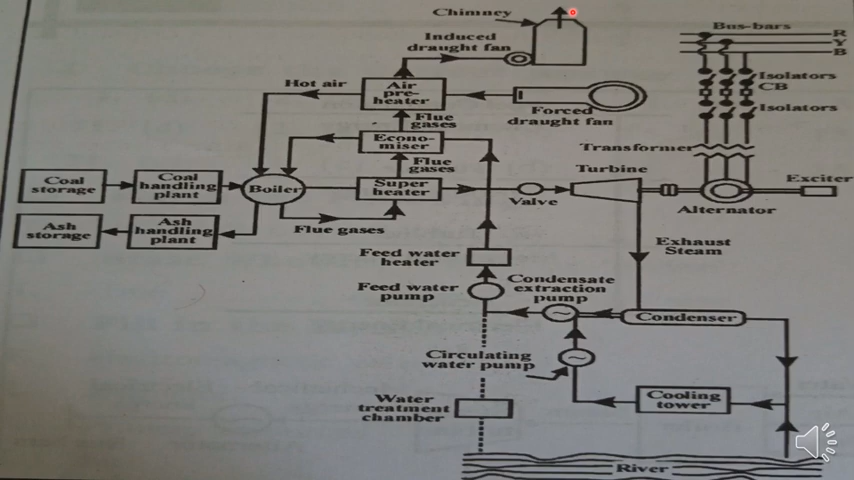 Chimney
Induced
draught fan
Bus-bars
R
Y
B
Isolators
CB
Isolators
Hot air
Air
pre-
heater
Forced
draught fan
Flue
gases
Econo-
miser
Flue
gases
Transformer
Turbine
Coal
storage
Coal
handling
plant
Boiler
Super
heater
Valve
Exciter
Alternator
Ash
storage
Ash
handling
plant
Flue gases
Exhaust
Steam
Feed water
heater
Feed water
pump
Condensate
extraction
pump
Condenser
Circulating
water pump
Water
treatment
chamber
Cooling
tower
River